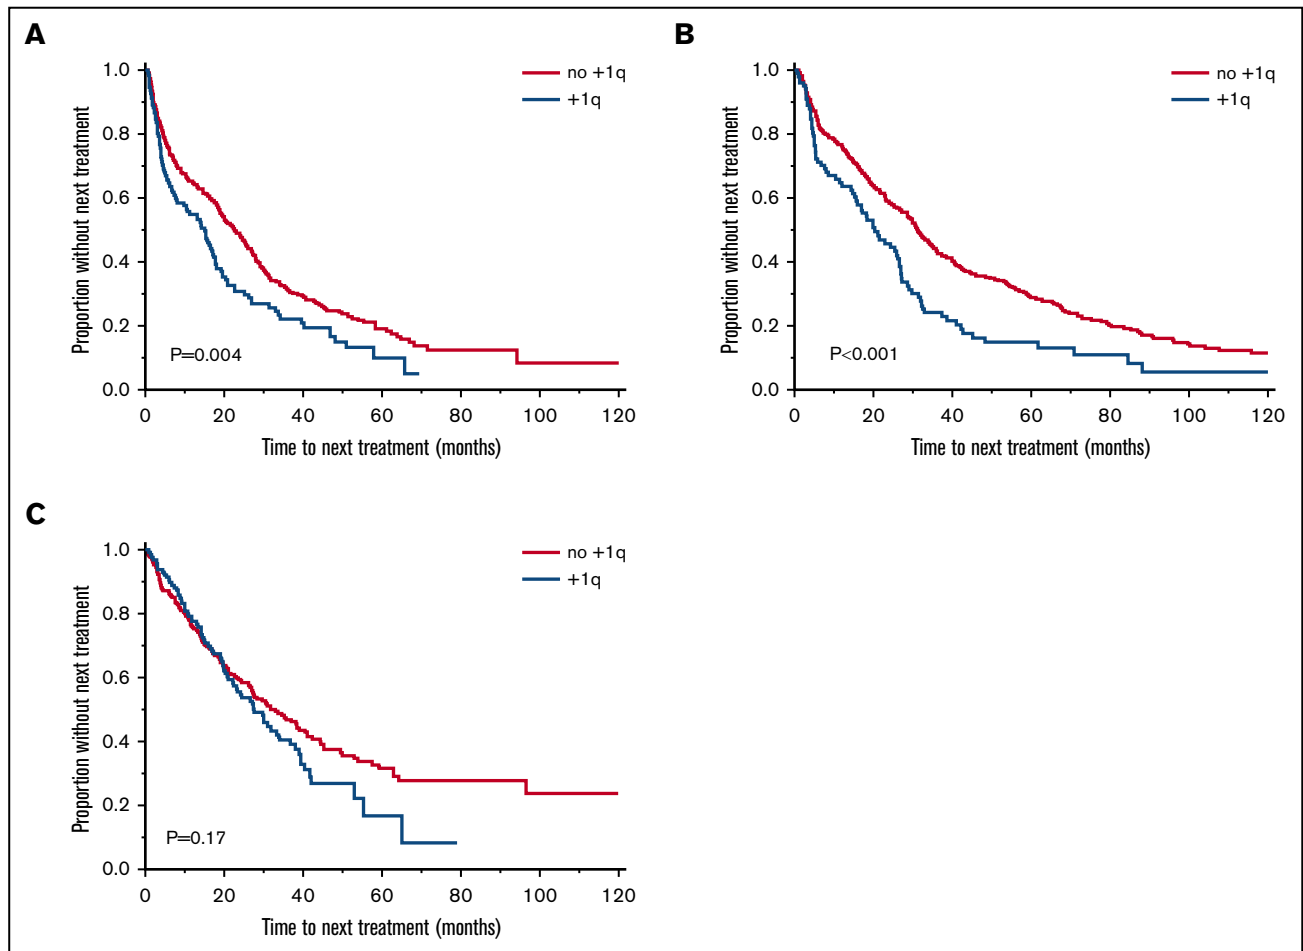 A
1.0
0.8
0.6
0.4
0.2
0.0
Proportion without next treatment
no +1q
+1q
P=0.004
0 20 40 60 80 100 120
Time to next treatment (months)
B
1.0
0.8
0.6
0.4
0.2
0.0
Proportion without next treatment
no +1q
+1q
P<0.001
0 20 40 60 80 100 120
Time to next treatment (months)
C
1.0
0.8
0.6
0.4
0.2
0.0
Proportion without next treatment
no +1q
+1q
P=0.17
0 20 40 60 80 100 120
Time to next treatment (months)